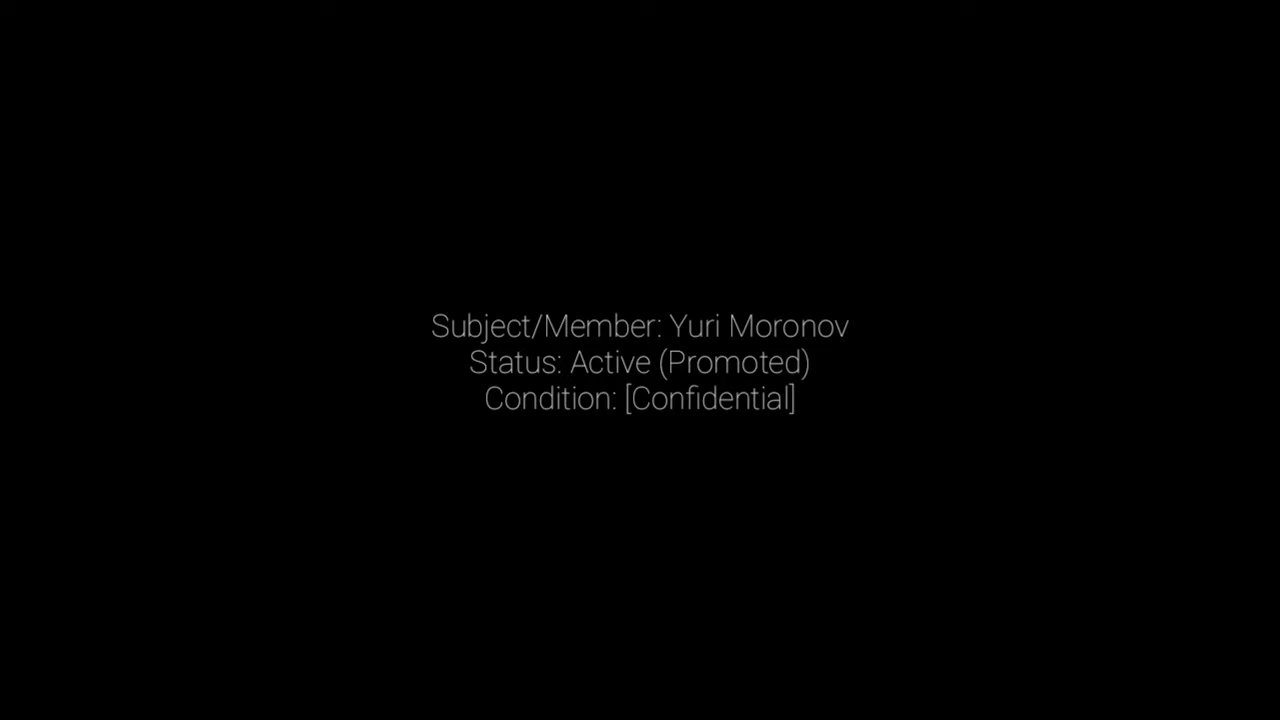 Subject/Member: Yuri Moronov
Status: Active (Promoted)
Condition: [Confidential]